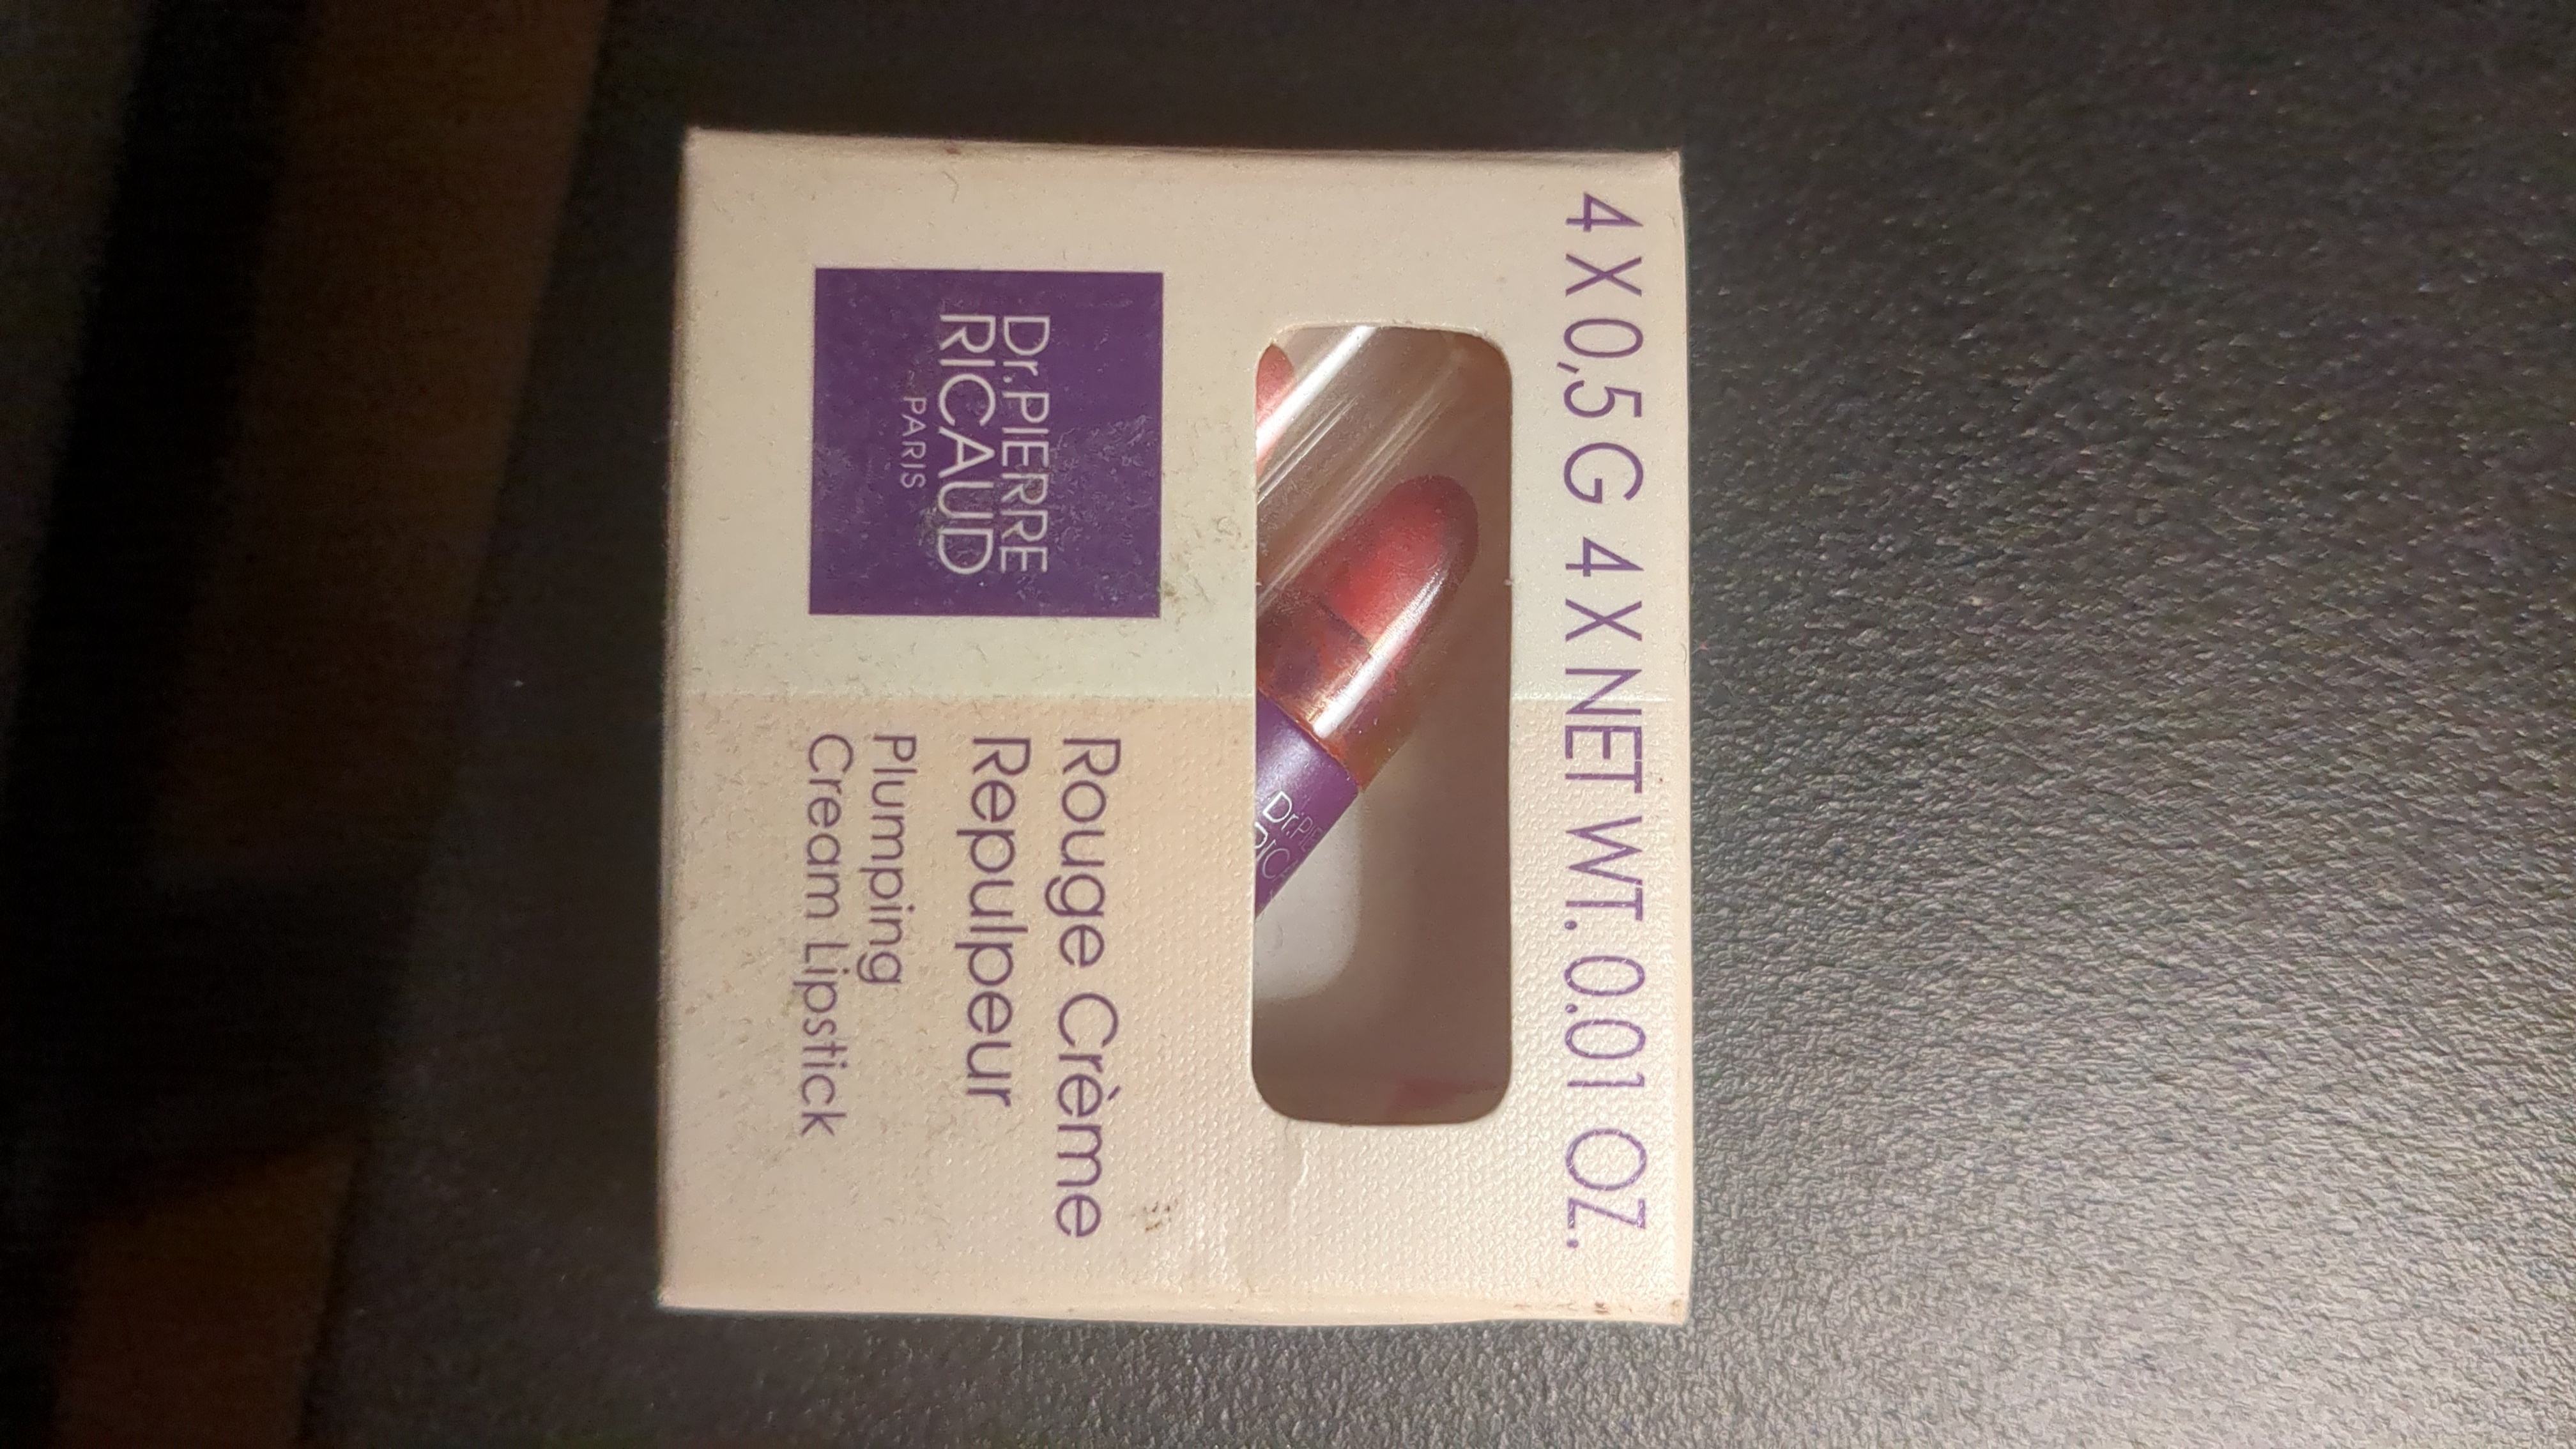 4 X 0,5 G 4 X NET WT. 0.01 OZ.
Dr.PIERRE
RICAUD
PARIS
Rouge Crème
Repulpeur
Plumping
Cream Lipstick
Dr.